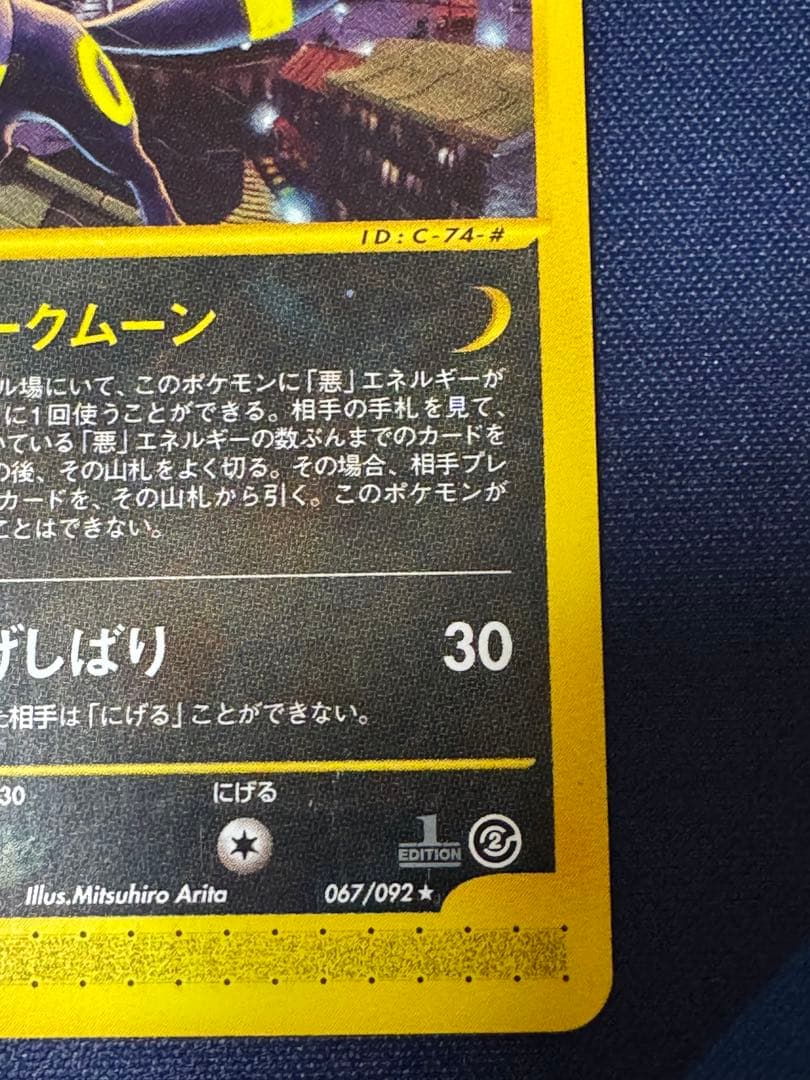 ID : C-74-#
ークムーン
ル場にいて、このポケモンに「悪」エネルギーが
に1回使うことができる。相手の手札を見て、
いている「悪」エネルギーの数ぶんまでのカードを
の後、その山札をよく切る。その場合、相手プレ
カードを、その山札から引く。このポケモンが
ことはできない。
げしばり 30
た相手は「にげる」ことができない。
30 にげる
1
EDITION
2
Illus.Mitsuhiro Arita 067/092★